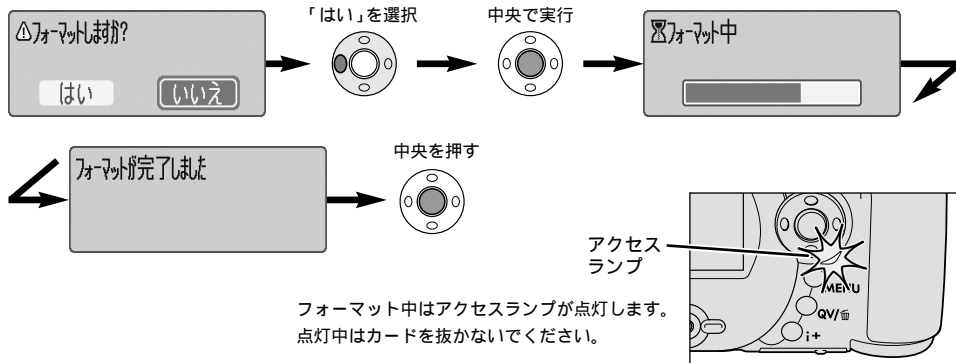 ⚠フォーマットしますか?
はい
いいえ
「はい」を選択
中央で実行
フォーマット中
フォーマットが完了しました
中央を押す
アクセス
ランプ
MENU
QV/
i+
フォーマット中はアクセスランプが点灯します。
点灯中はカードを抜かないでください。